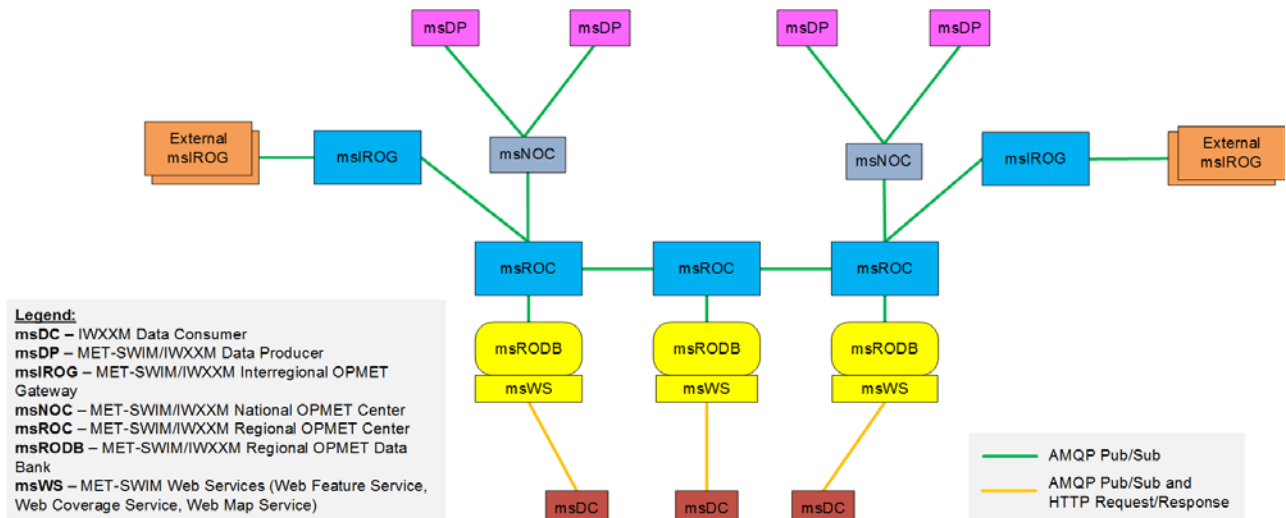 msDP
msDP
msDP
msDP
External
msIROG
msIROG
msNOC
msNOC
msIROG
External
msIROG
msROC
msROC
msROC
msRODB
msRODB
msRODB
msWS
msWS
msWS
Legend:
msDC – IWXXM Data Consumer
msDP – MET-SWIM/IWXXM Data Producer
msIROG – MET-SWIM/IWXXM Interregional OPMET
Gateway
msNOC – MET-SWIM/IWXXM National OPMET Center
msROC – MET-SWIM/IWXXM Regional OPMET Center
msRODB – MET-SWIM/IWXXM Regional OPMET Data
Bank
msWS – MET-SWIM Web Services (Web Feature Service,
Web Coverage Service, Web Map Service)
msDC
msDC
msDC
AMQP Pub/Sub
AMQP Pub/Sub and
HTTP Request/Response